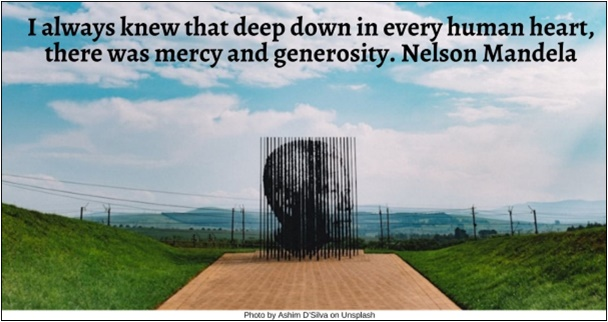 I always knew that deep down in every human heart,
there was mercy and generosity. Nelson Mandela
Photo by Ashim D'Silva on Unsplash